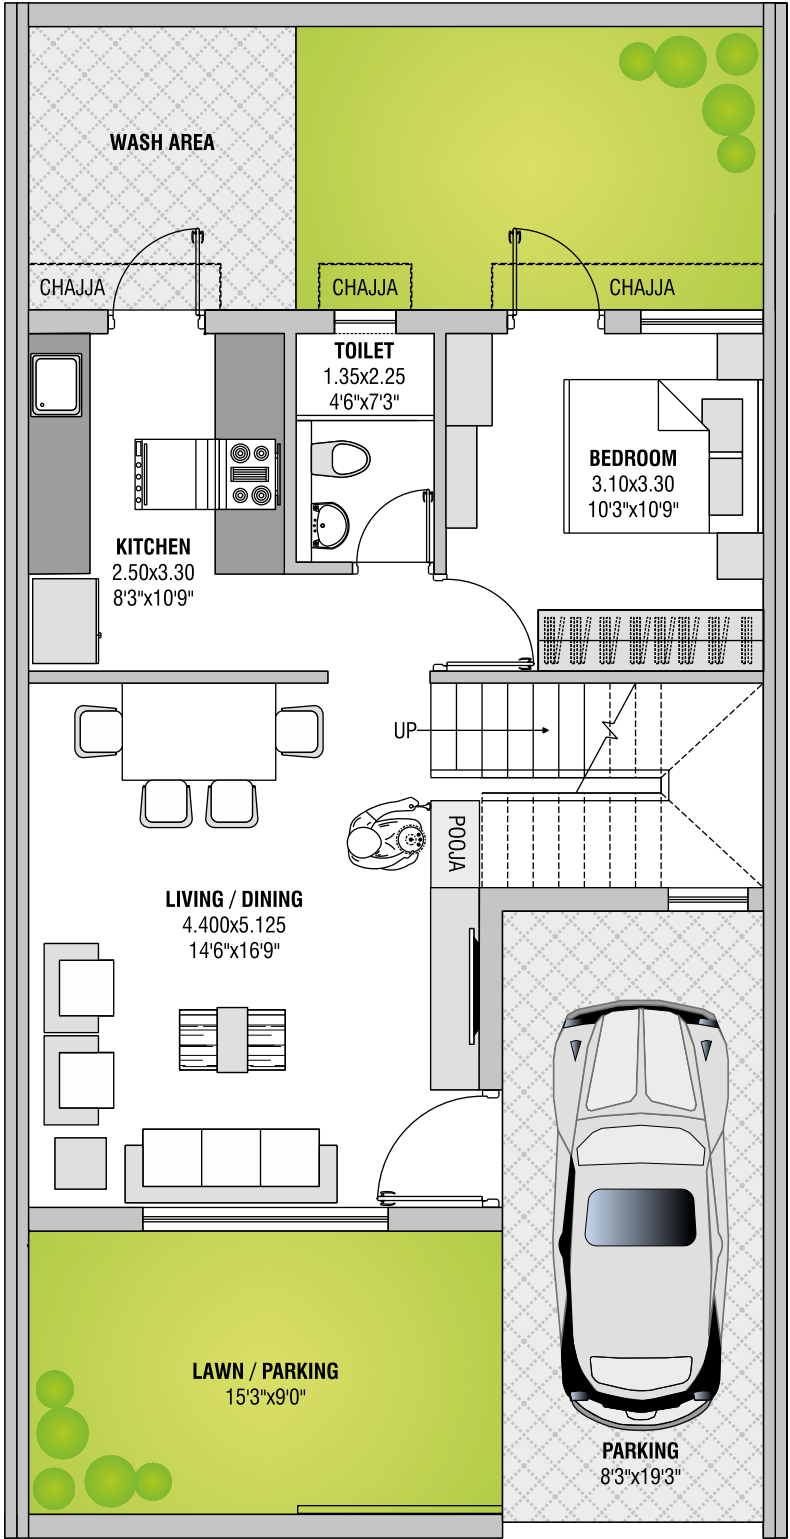 WASH AREA
CHAJJA
CHAJJA
CHAJJA
TOILET
1.35x2.25
4'6"x7'3"
BEDROOM
3.10x3.30
10'3"x10'9"
KITCHEN
2.50x3.30
8'3"x10'9"
UP
POOJA
LIVING / DINING
4.400x5.125
14'6"x16'9"
LAWN / PARKING
15'3"x9'0"
PARKING
8'3"x19'3"